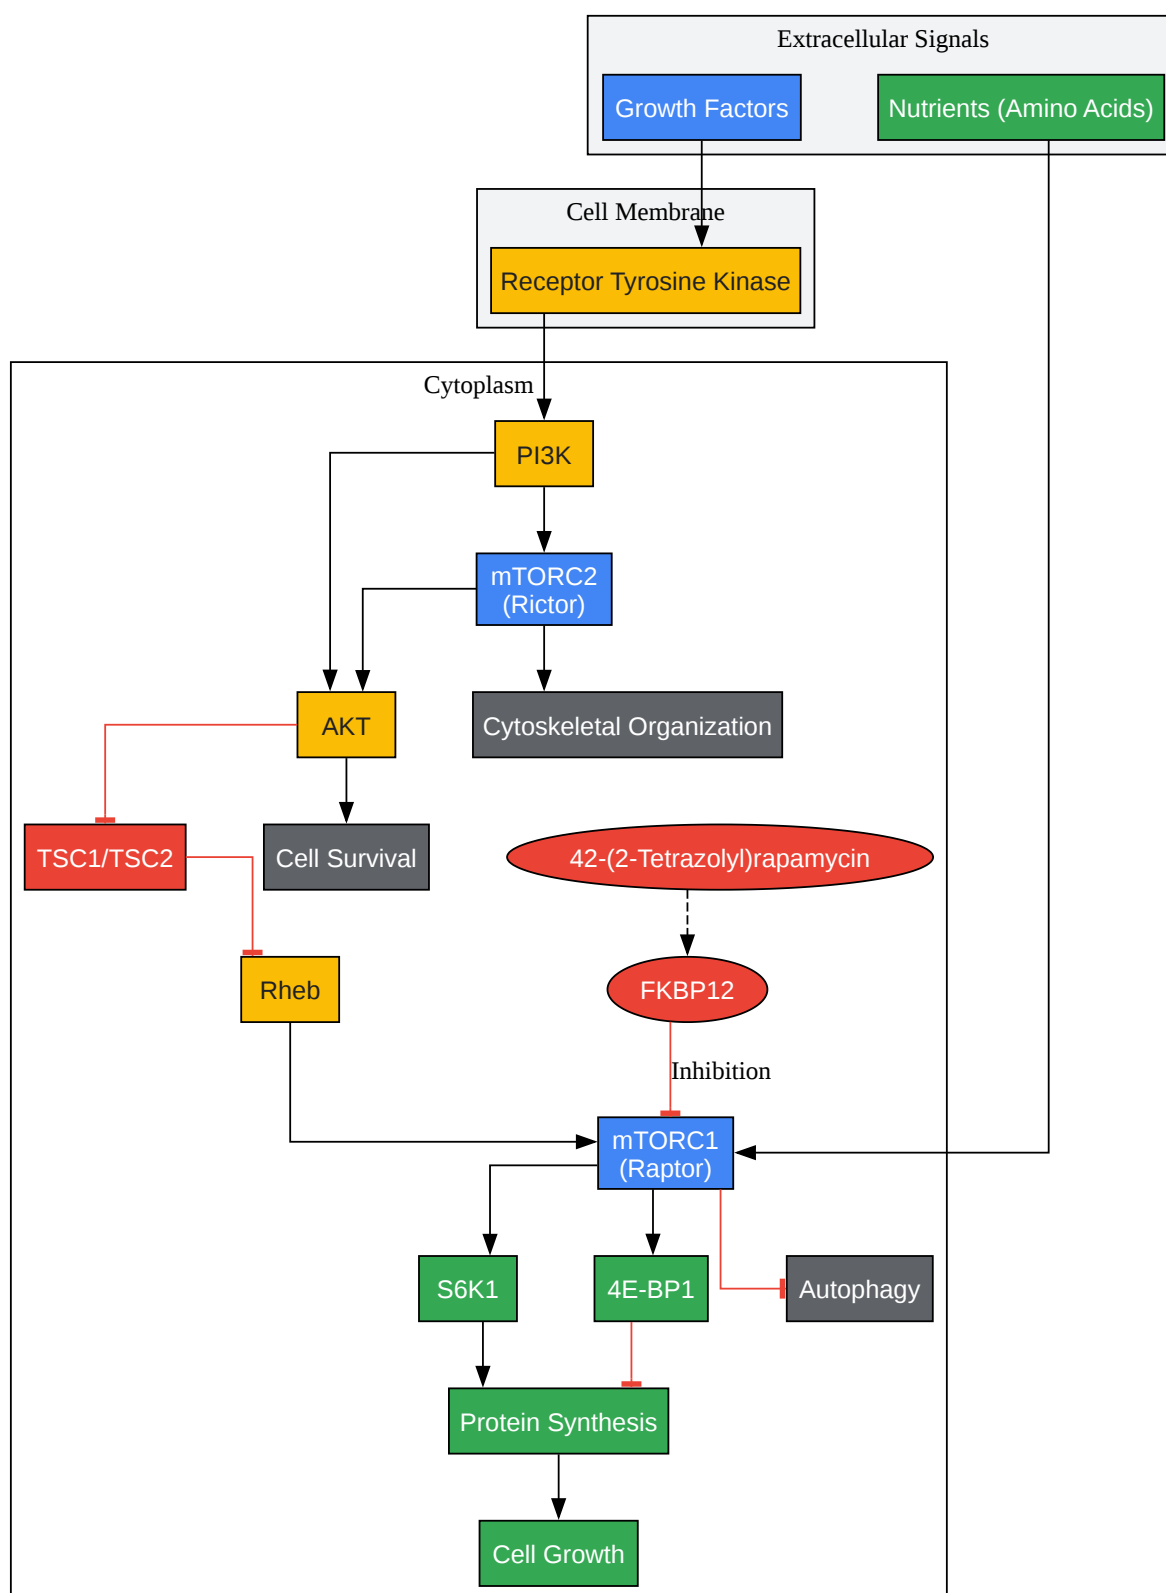 Extracellular Signals
Growth Factors
Nutrients (Amino Acids)
Cell Membrane
Receptor Tyrosine Kinase
Cytoplasm
PI3K
mTORC2
(Rictor)
AKT
Cytoskeletal Organization
TSC1/TSC2
Cell Survival
42-(2-Tetrazolyl)rapamycin
Rheb
FKBP12
Inhibition
mTORC1
(Raptor)
S6K1
4E-BP1
Autophagy
Protein Synthesis
Cell Growth